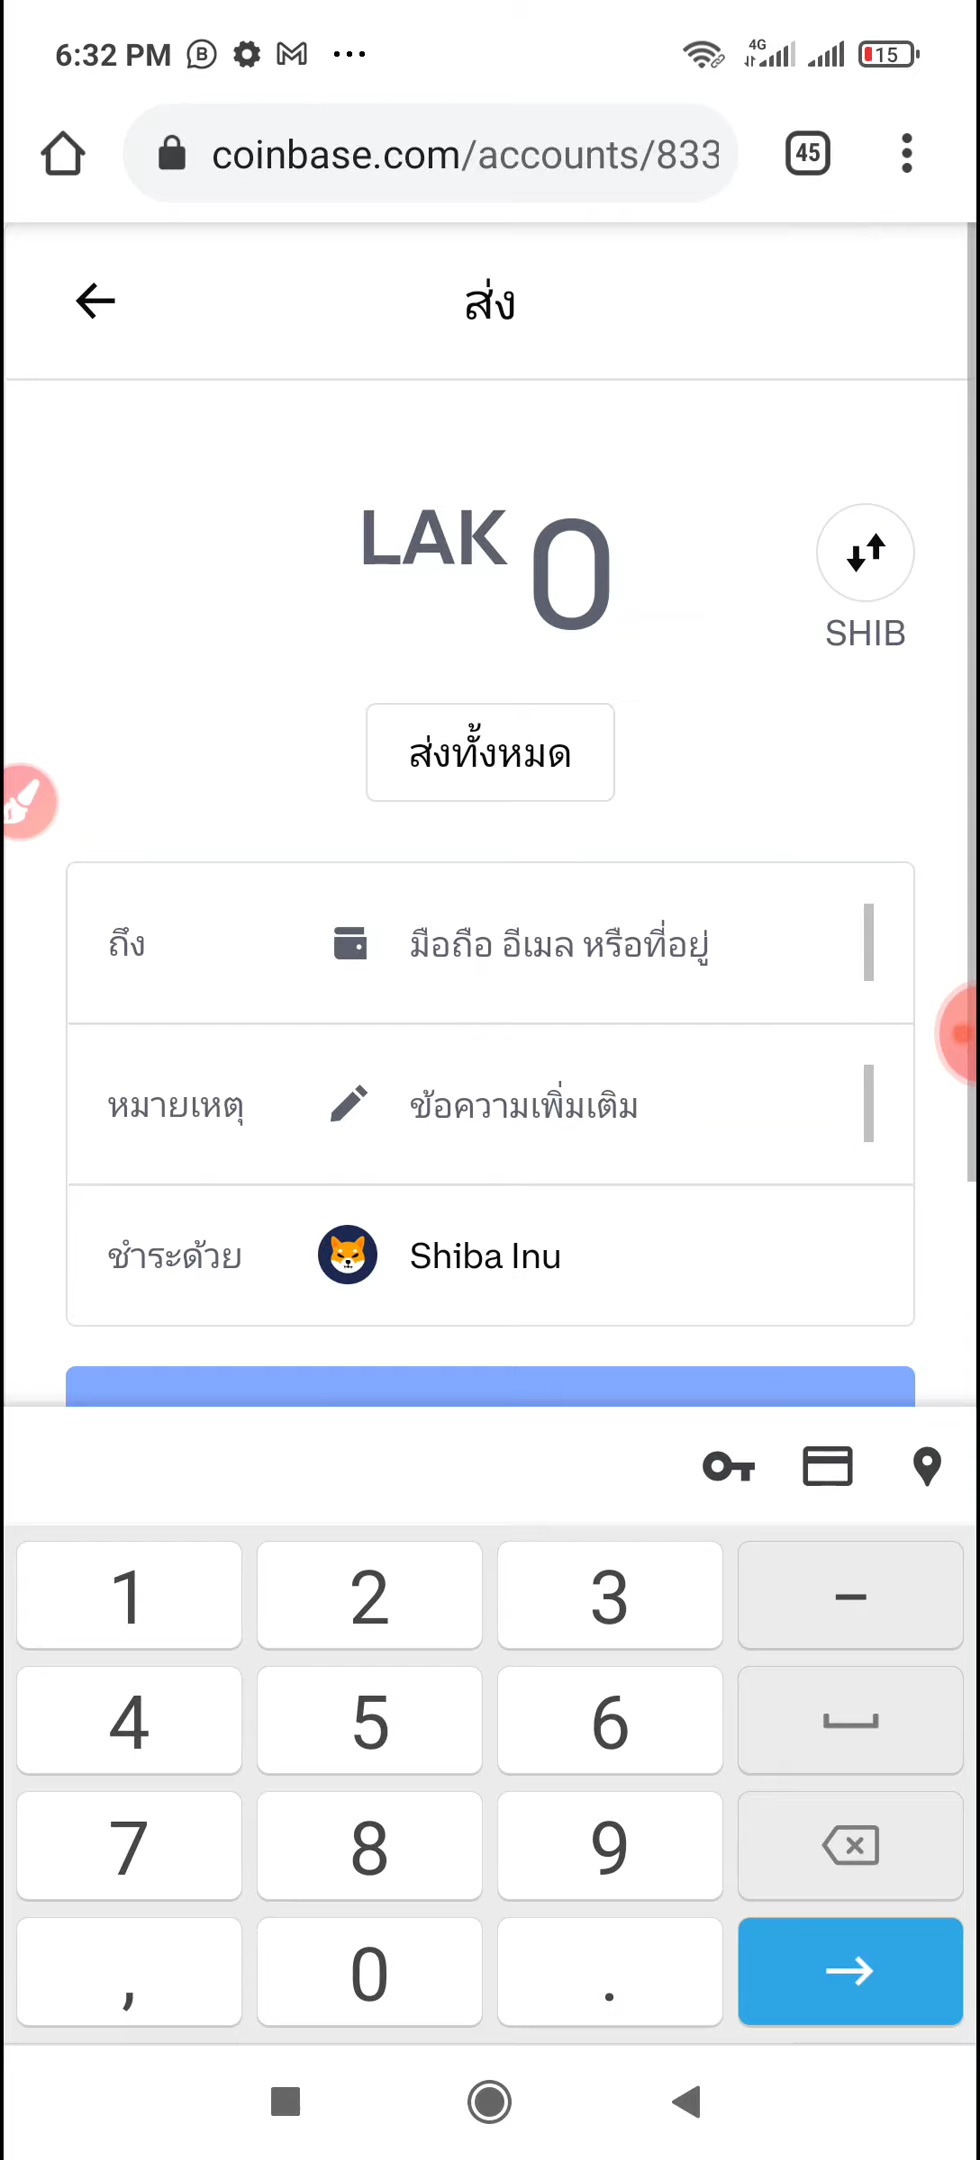 6:32 PM B ... 4G 15
coinbase.com/accounts/833 45
ส่ง
LAK 0
SHIB
ส่งทั้งหมด
ถึง มือถือ อีเมล หรือที่อยู่
หมายเหตุ ข้อความเพิ่มเติม
ชำระด้วย Shiba Inu
1 2 3 –
4 5 6
7 8 9
, 0 .